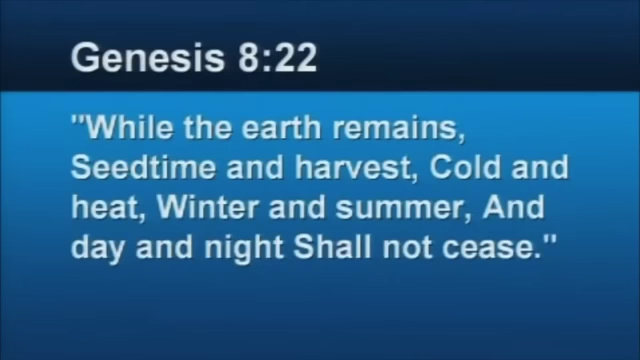 Genesis 8:22
"While the earth remains,
Seedtime and harvest, Cold and
heat, Winter and summer, And
day and night Shall not cease."